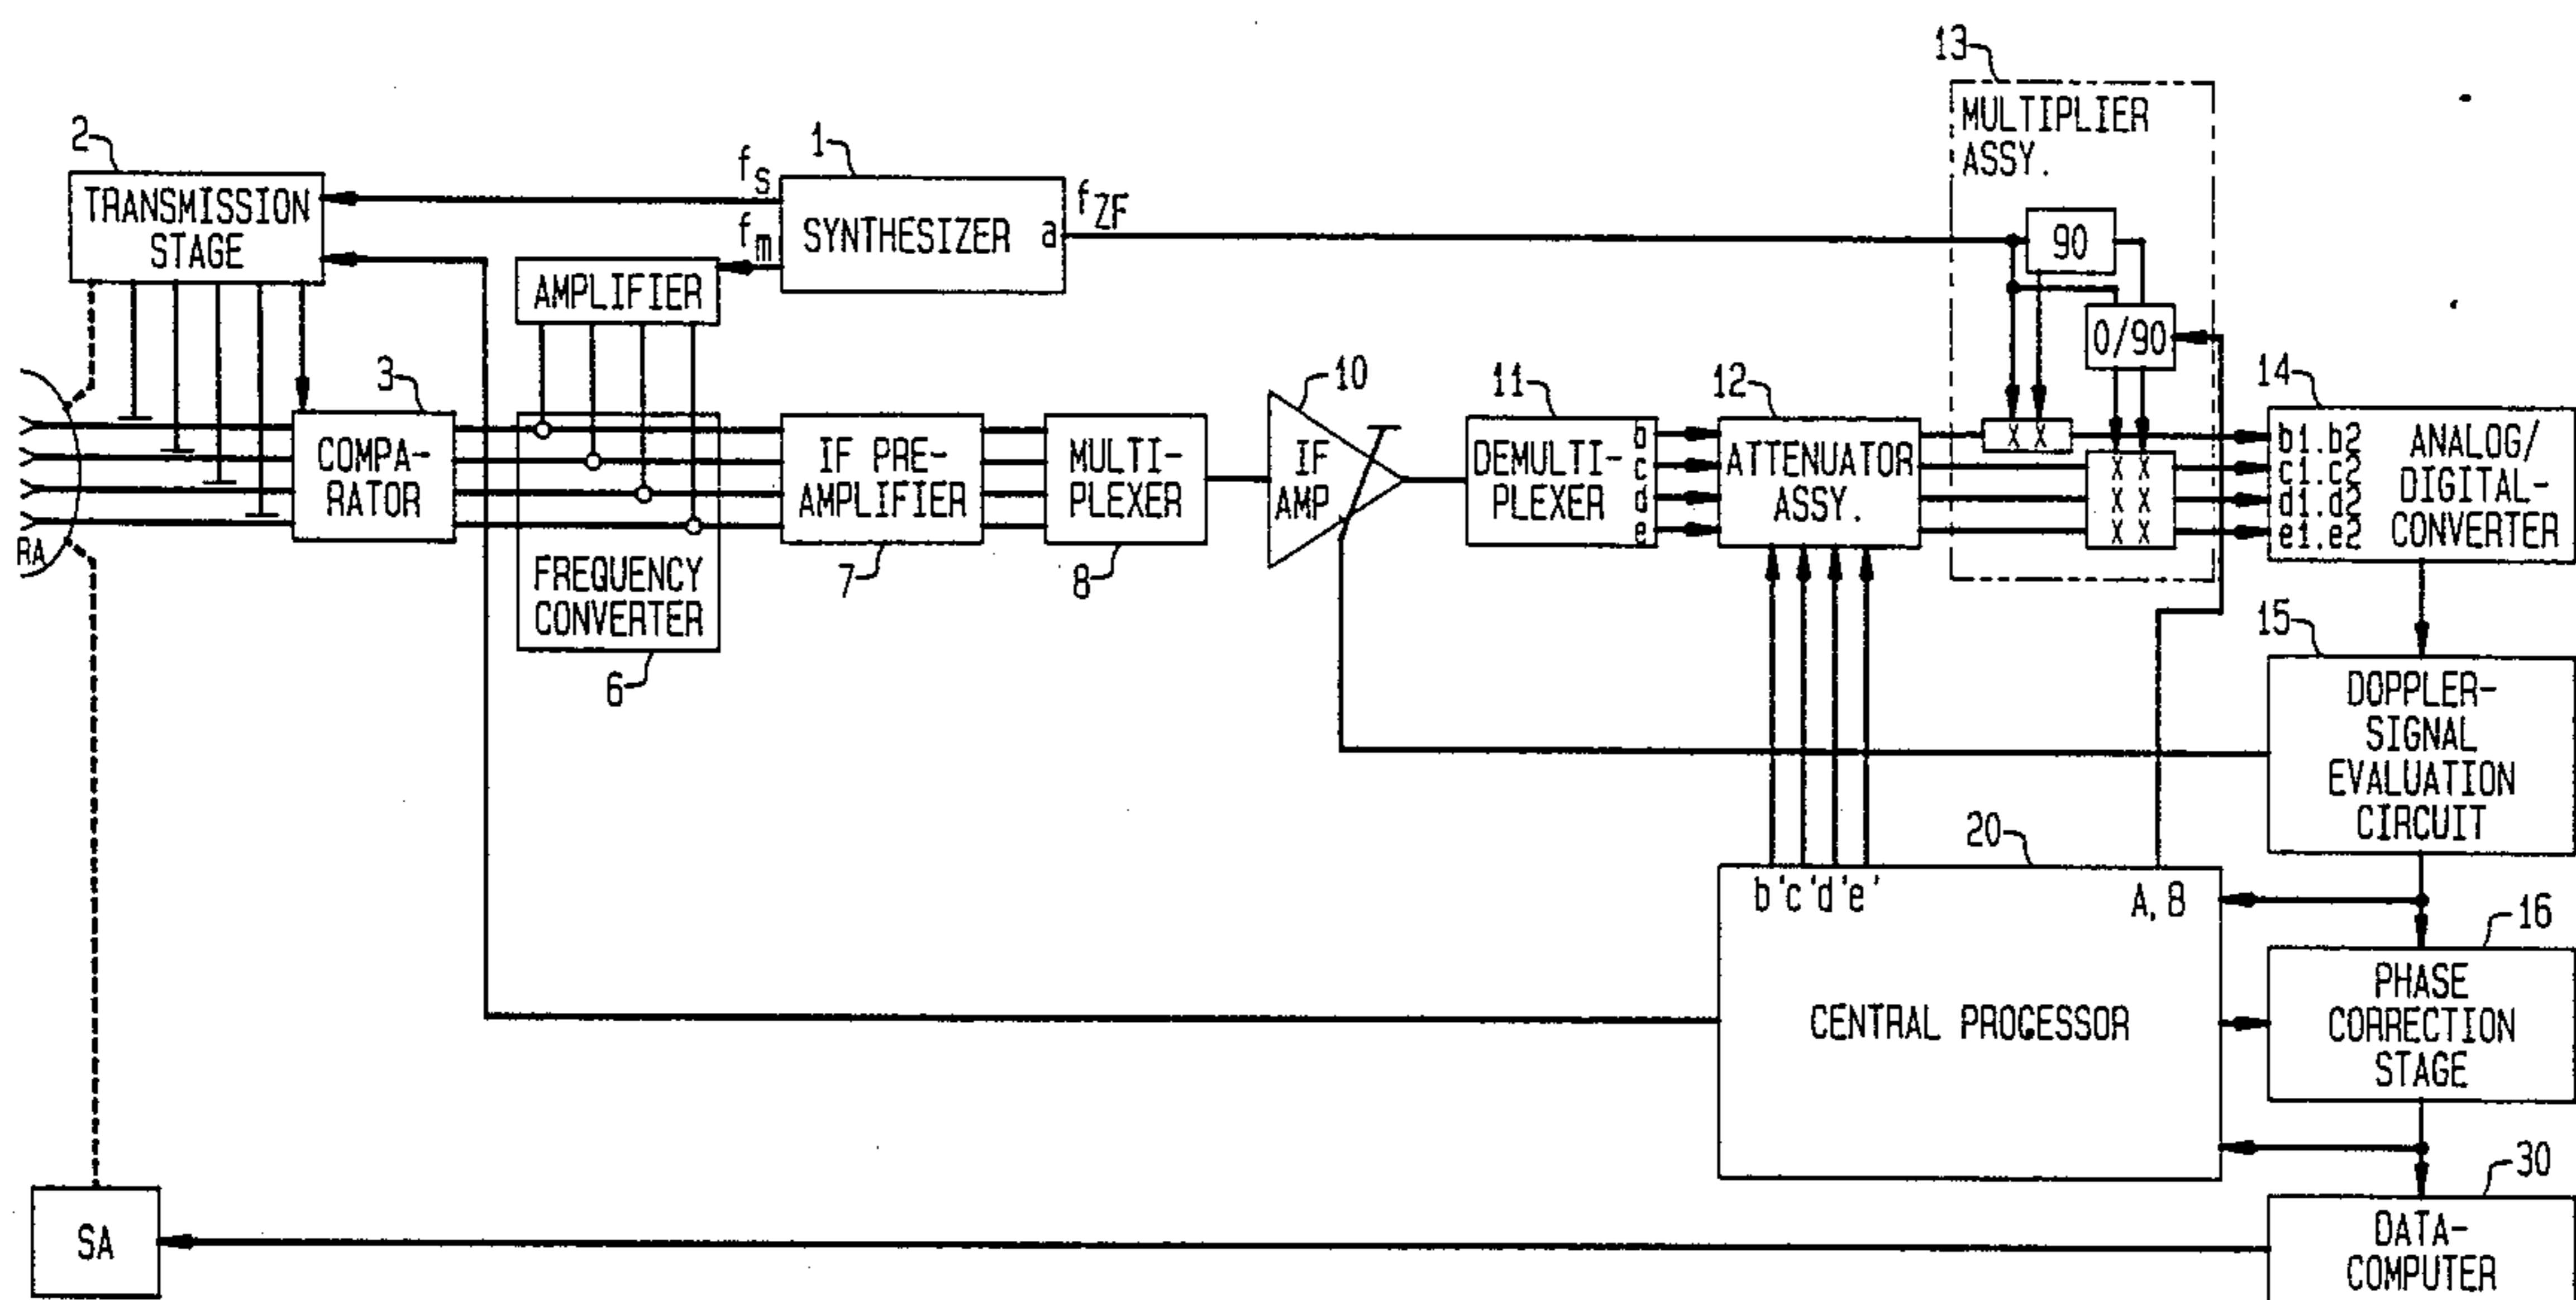 13
MULTIPLIER
ASSY.
2
TRANSMISSION
STAGE
fS
fm
1
SYNTHESIZER a
fZF
90
0/90
AMPLIFIER
3
COMPA-
RATOR
RA
FREQUENCY
CONVERTER
6
IF PRE-
AMPLIFIER
7
MULTI-
PLEXER
8
10
IF
AMP
11
DEMULTI-
PLEXER
b
c
d
e
12
ATTENUATOR
ASSY.
X X
X X
X X
X X
14
b1.b2
c1.c2
d1.d2
e1.e2
ANALOG/
DIGITAL-
CONVERTER
15
DOPPLER-
SIGNAL
EVALUATION
CIRCUIT
20
b'c'd'e'
A, B
CENTRAL PROCESSOR
16
PHASE
CORRECTION
STAGE
30
DATA-
COMPUTER
SA